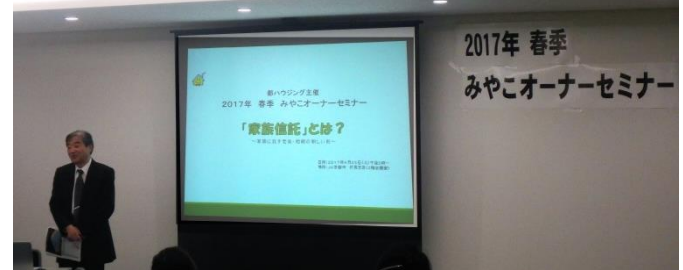 都ハウジング主催
2017年 春季 みやこオーナーセミナー
「家族信託」とは？
2017年 春季
みやこオーナーセミナー